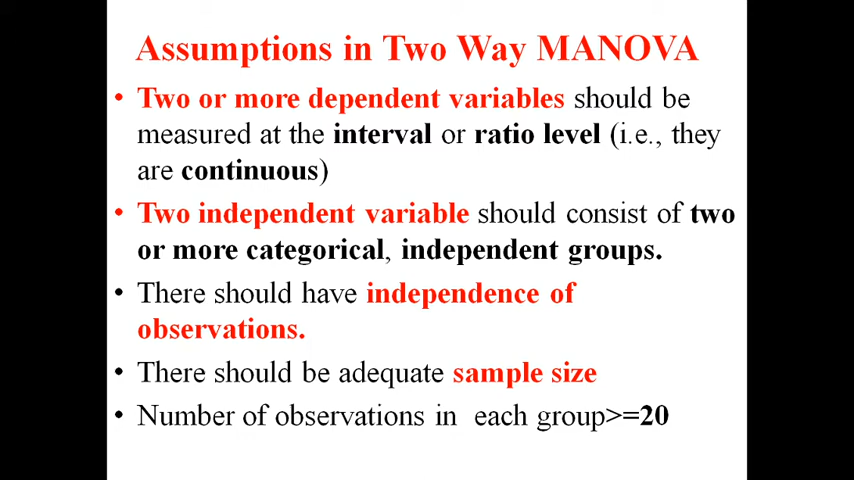 Assumptions in Two Way MANOVA
• Two or more dependent variables should be
measured at the interval or ratio level (i.e., they
are continuous)
• Two independent variable should consist of two
or more categorical, independent groups.
• There should have independence of
observations.
• There should be adequate sample size
• Number of observations in each group>=20